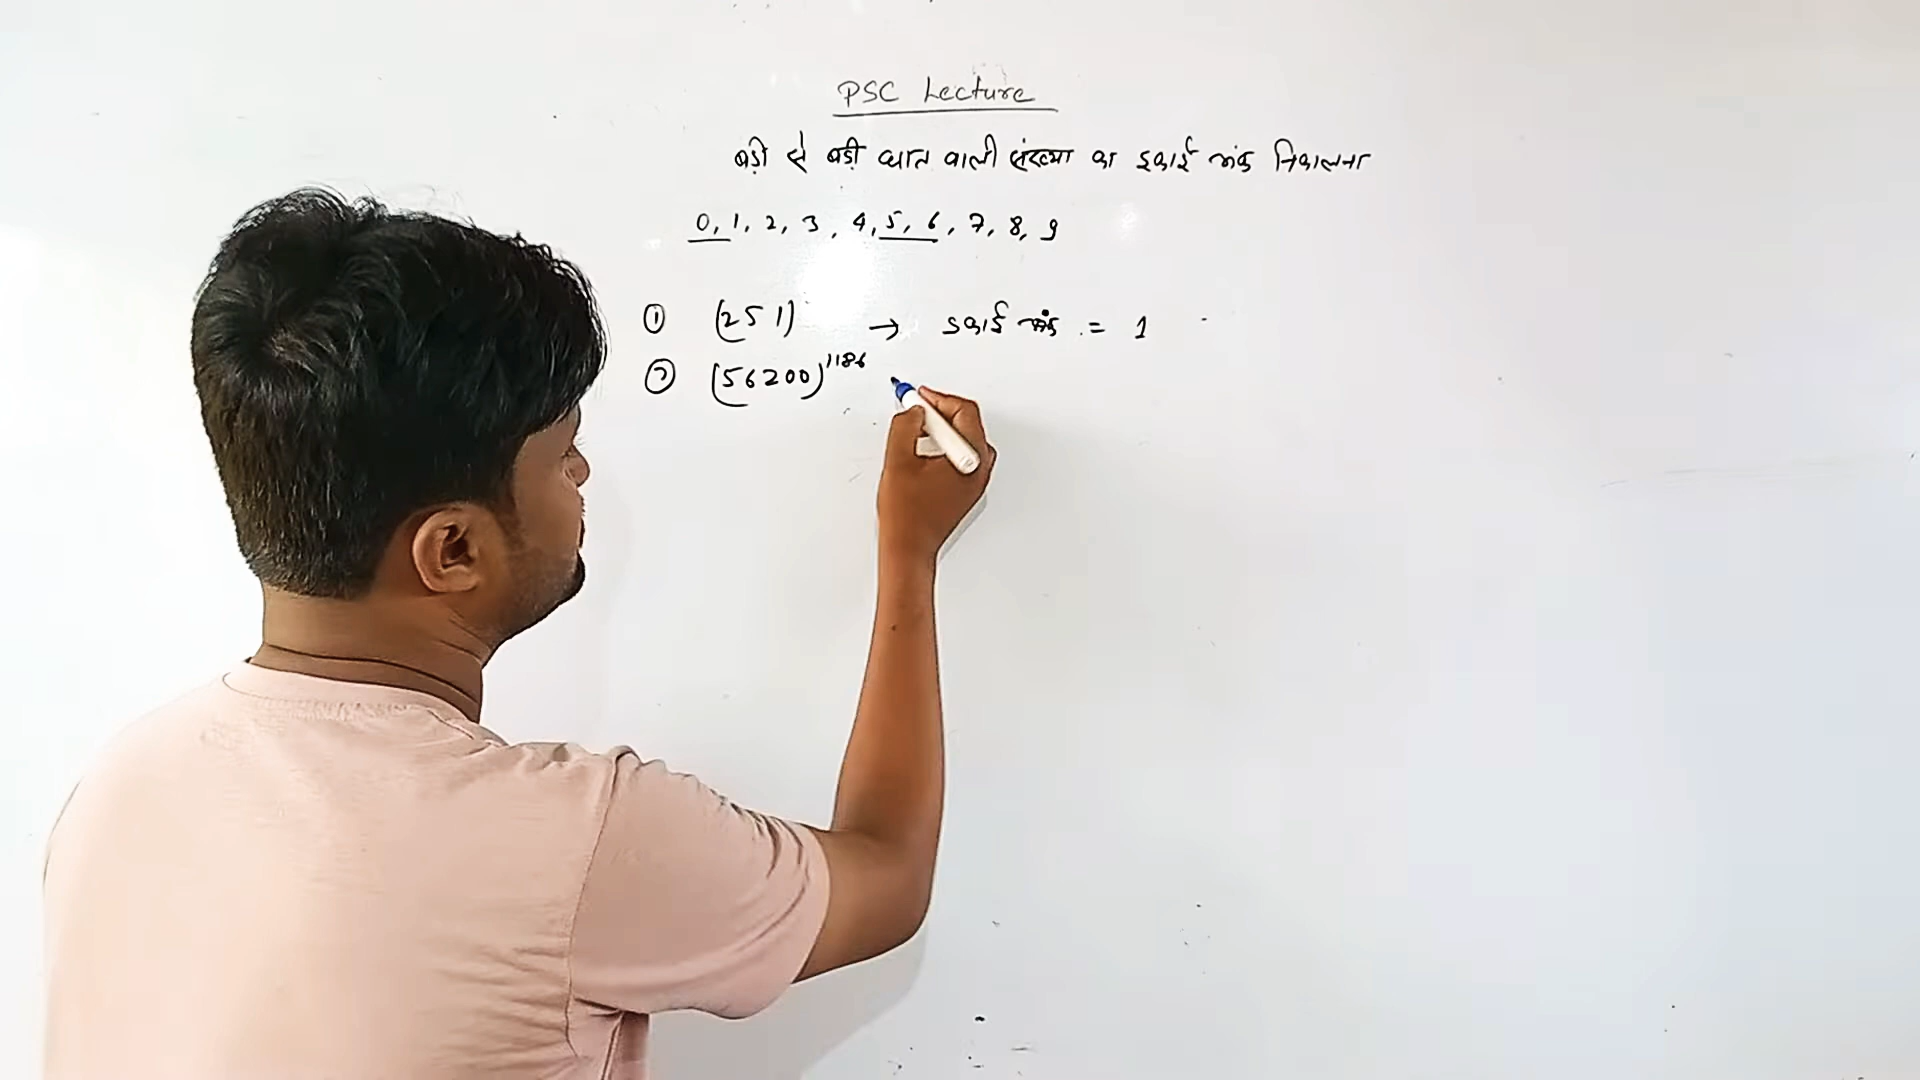 PSC Lecture
बड़ी से बड़ी घात वाली संख्या का इकाई अंक निकालना
0, 1, 2, 3, 4, 5, 6, 7, 8, 9
① (251) → इकाई अंक = 1
② (56200)¹¹⁸⁶